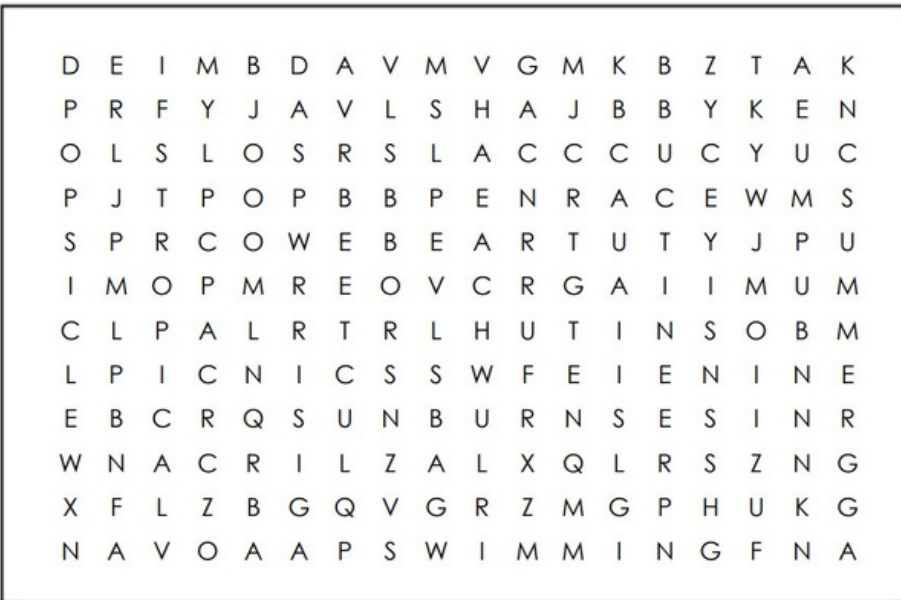 D E I M B D A V M V G M K B Z T A K
P R F Y J A V L S H A J B B Y K E N
O L S L O S R S L A C C C U C Y U C
P J T P O P B B P E N R A C E W M S
S P R C O W E B E A R T U T Y J P U
I M O P M R E O V C R G A I I M U M
C L P A L R T R L H U T I N S O B M
L P I C N I C S S W F E I E N I N E
E B C R Q S U N B U R N S E S I N R
W N A C R I L Z A L X Q L R S Z N G
X F L Z B G Q V G R Z M G P H U K G
N A V O A A P S W I M M I N G F N A